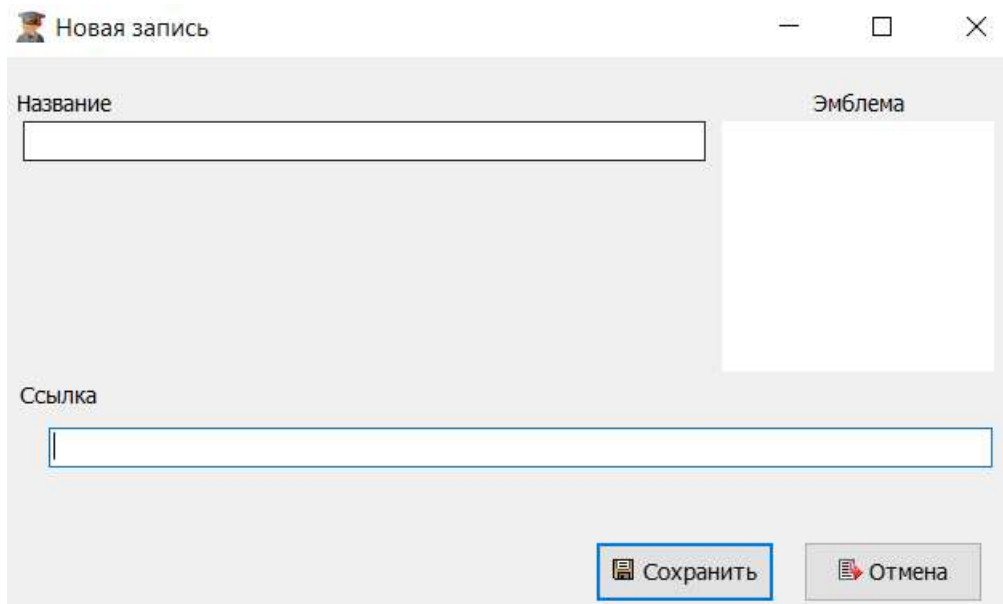 Новая запись
Название
Эмблема
Ссылка
Сохранить
Отмена